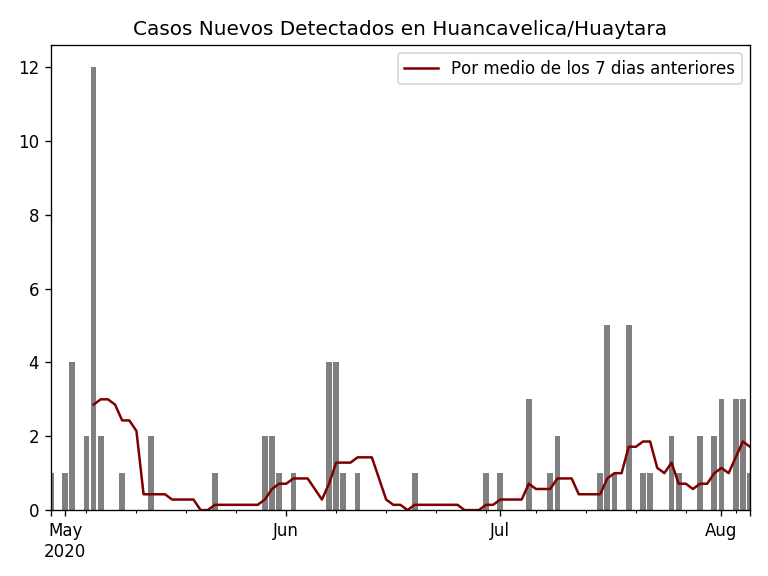 Casos Nuevos Detectados en Huancavelica/Huaytara
Por medio de los 7 dias anteriores
12
10
8
6
4
2
0
May Jun Jul Aug
2020